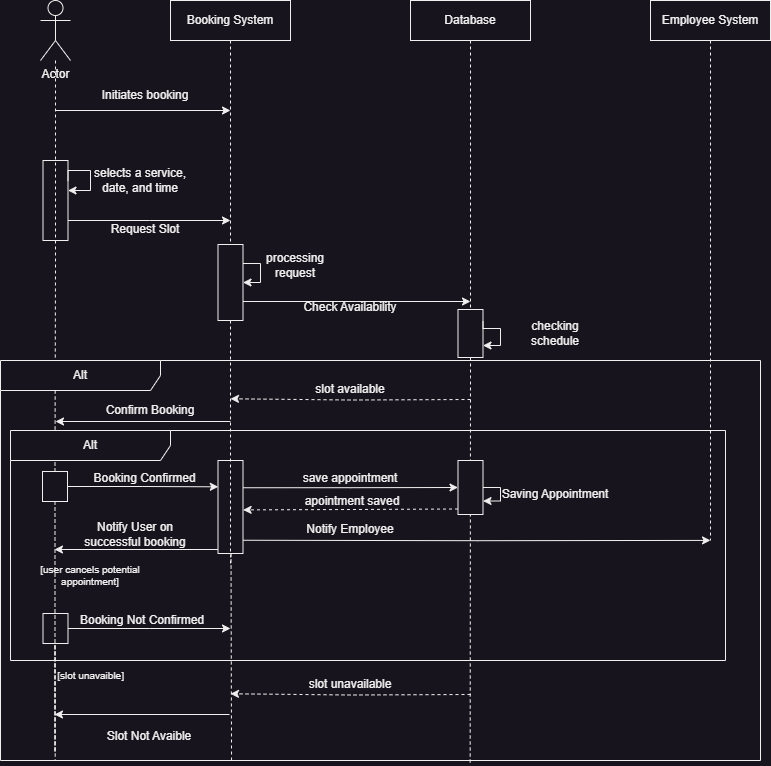 Booking System
Database
Employee System
Actor
Initiates booking
selects a service,
date, and time
Request Slot
processing
request
Check Availability
checking
schedule
Alt
slot available
Confirm Booking
Alt
Booking Confirmed
save appointment
Saving Appointment
apointment saved
Notify User on
successful booking
Notify Employee
[user cancels potential
appointment]
Booking Not Confirmed
[slot unavaible]
slot unavailable
Slot Not Avaible